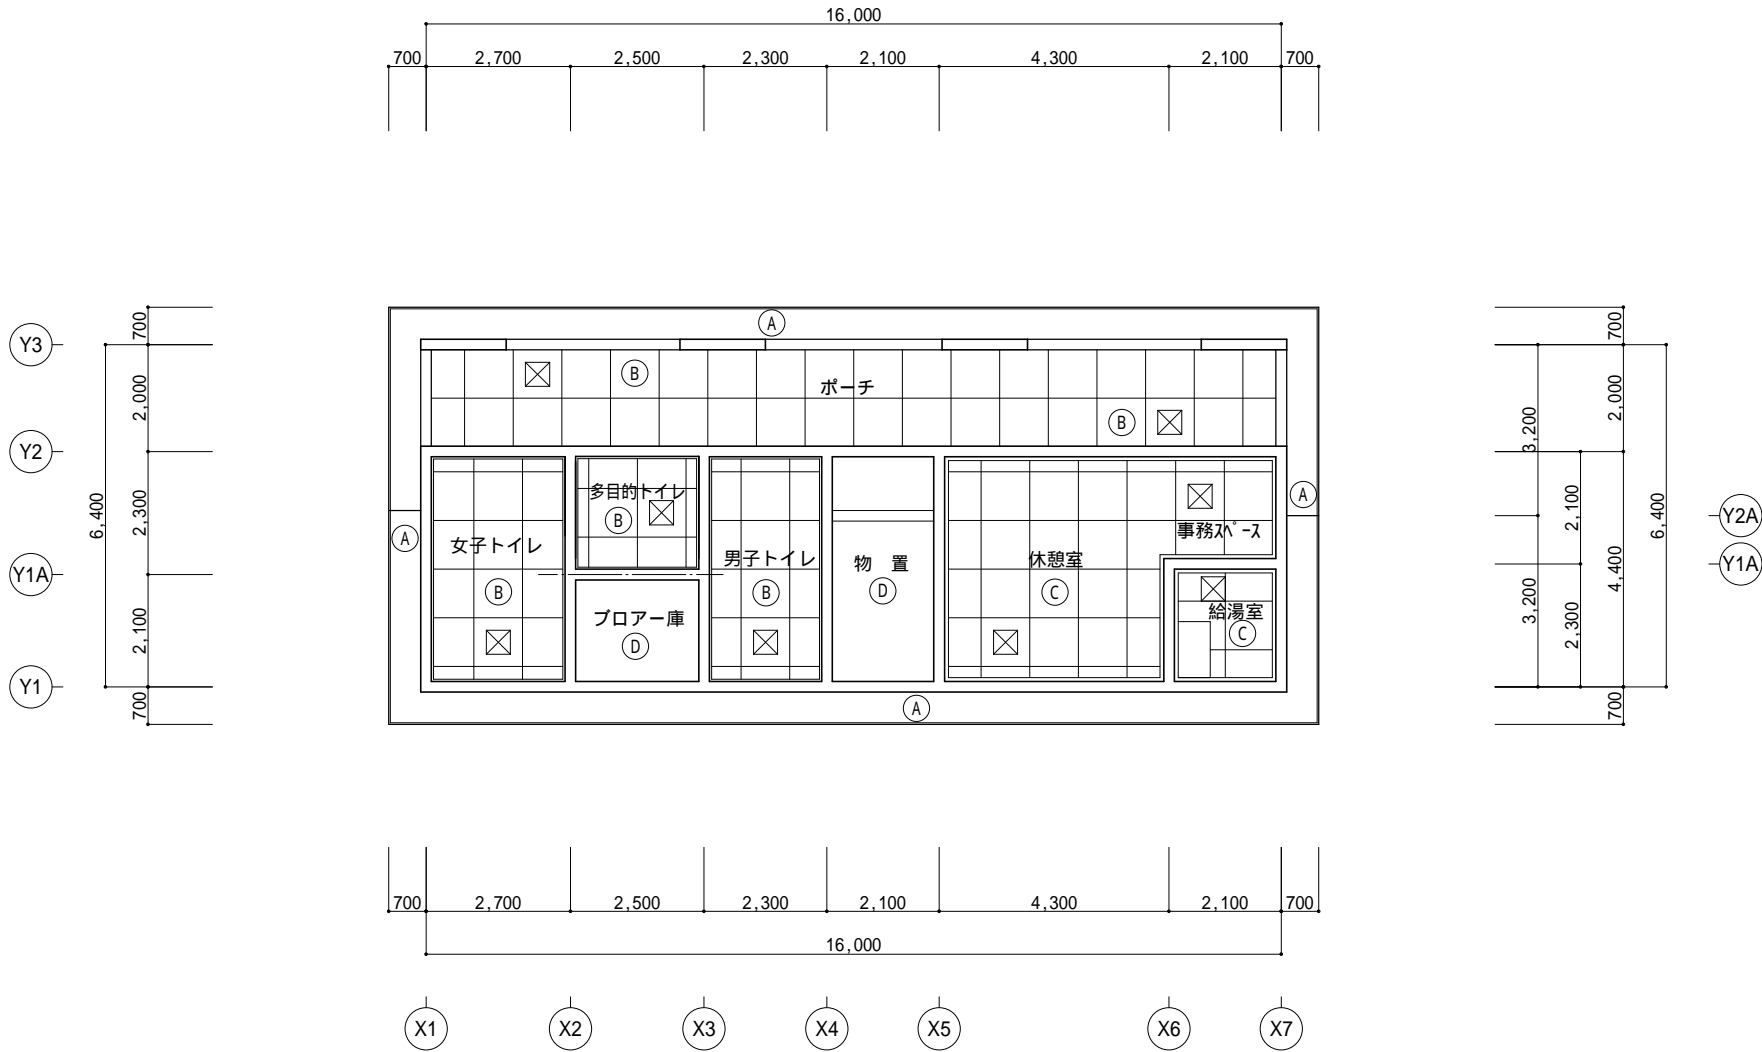 16,000
700 2,700 2,500 2,300 2,100 4,300 2,100 700
Y3
Y2
Y1A
Y1
6,400
700
2,000
2,300
2,100
700
A
B
ポーチ
B
A
A
多目的トイレ
B
女子トイレ
B
男子トイレ
B
物 置
D
休憩室
C
事務スペース
給湯室
C
ブロアー庫
D
A
3,200
3,200
2,100
2,300
700
2,000
4,400
700
6,400
Y2A
Y1A
700 2,700 2,500 2,300 2,100 4,300 2,100 700
16,000
X1 X2 X3 X4 X5 X6 X7